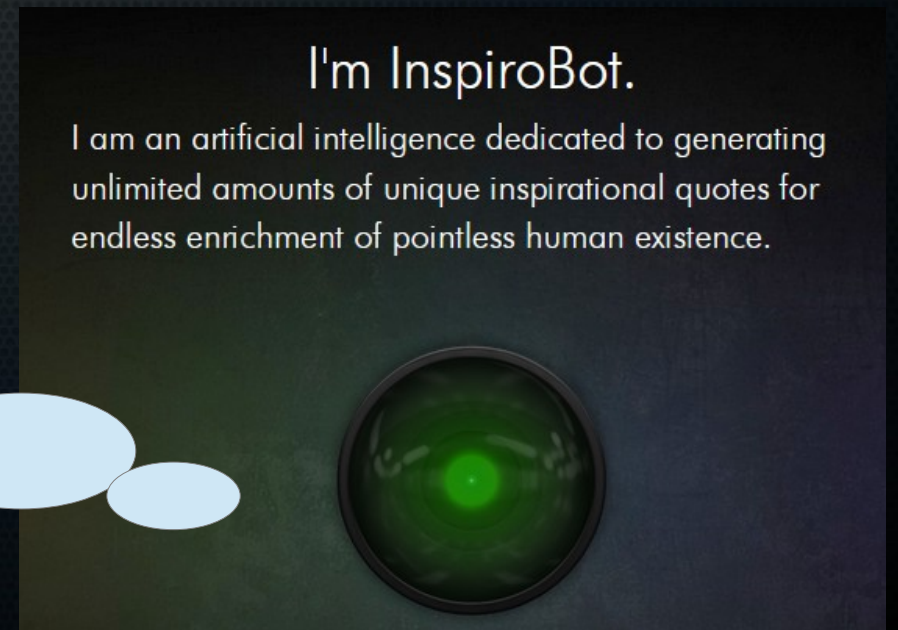 I'm InspiroBot.
I am an artificial intelligence dedicated to generating
unlimited amounts of unique inspirational quotes for
endless enrichment of pointless human existence.